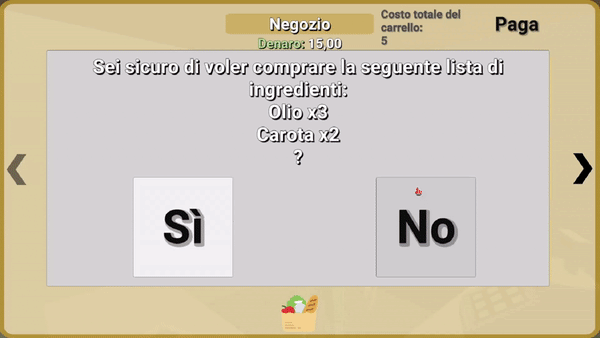 Negozio
Denaro: 15,00
Costo totale del
carrello:
5
Paga
Sei sicuro di voler comprare la seguente lista di
ingredienti:
Olio x3
Carota x2
?
Sì
No